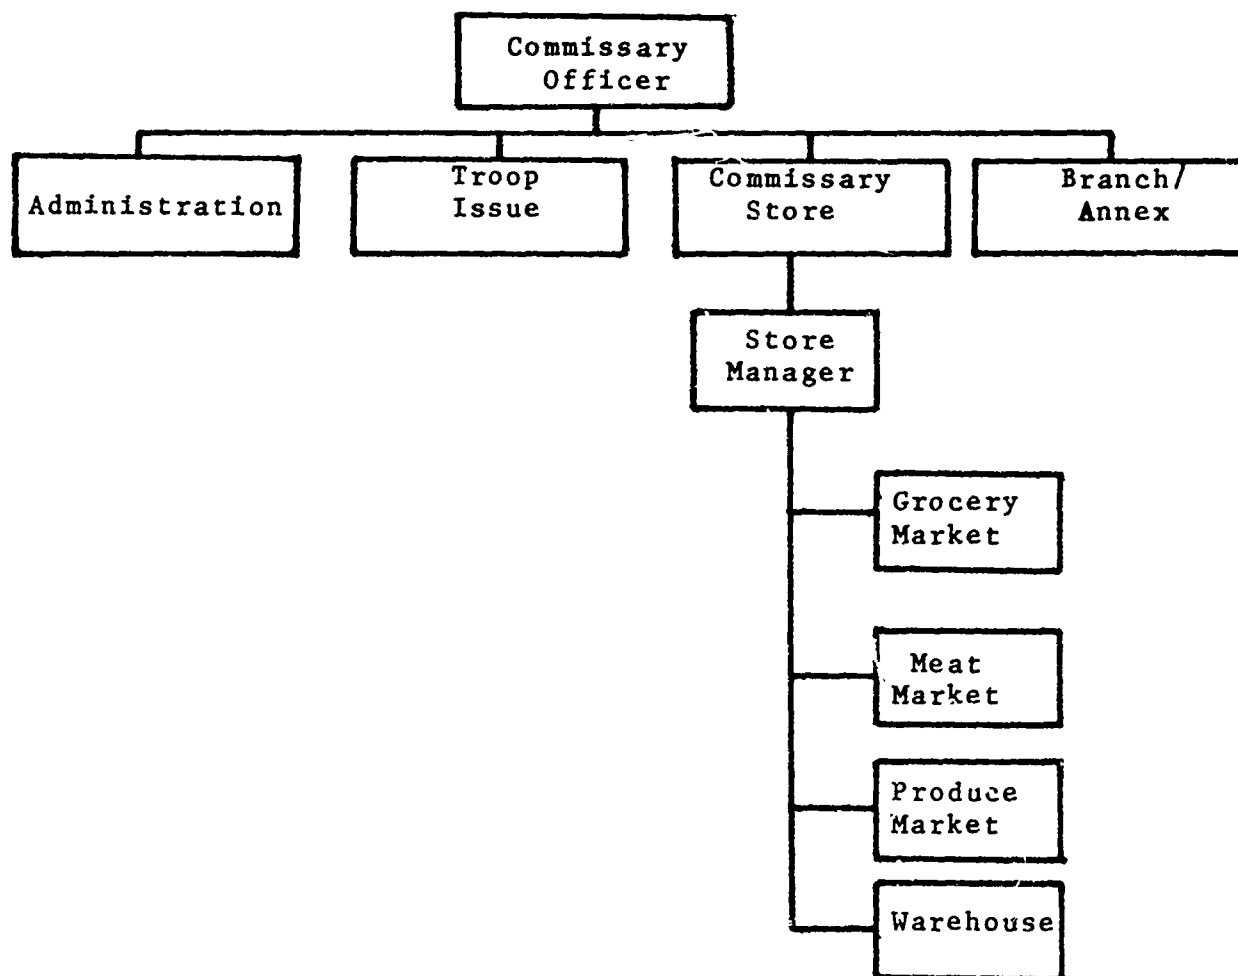 Commissary
Officer
Administration
Troop
Issue
Commissary
Store
Branch/
Annex
Store
Manager
Grocery
Market
Meat
Market
Produce
Market
Warehouse